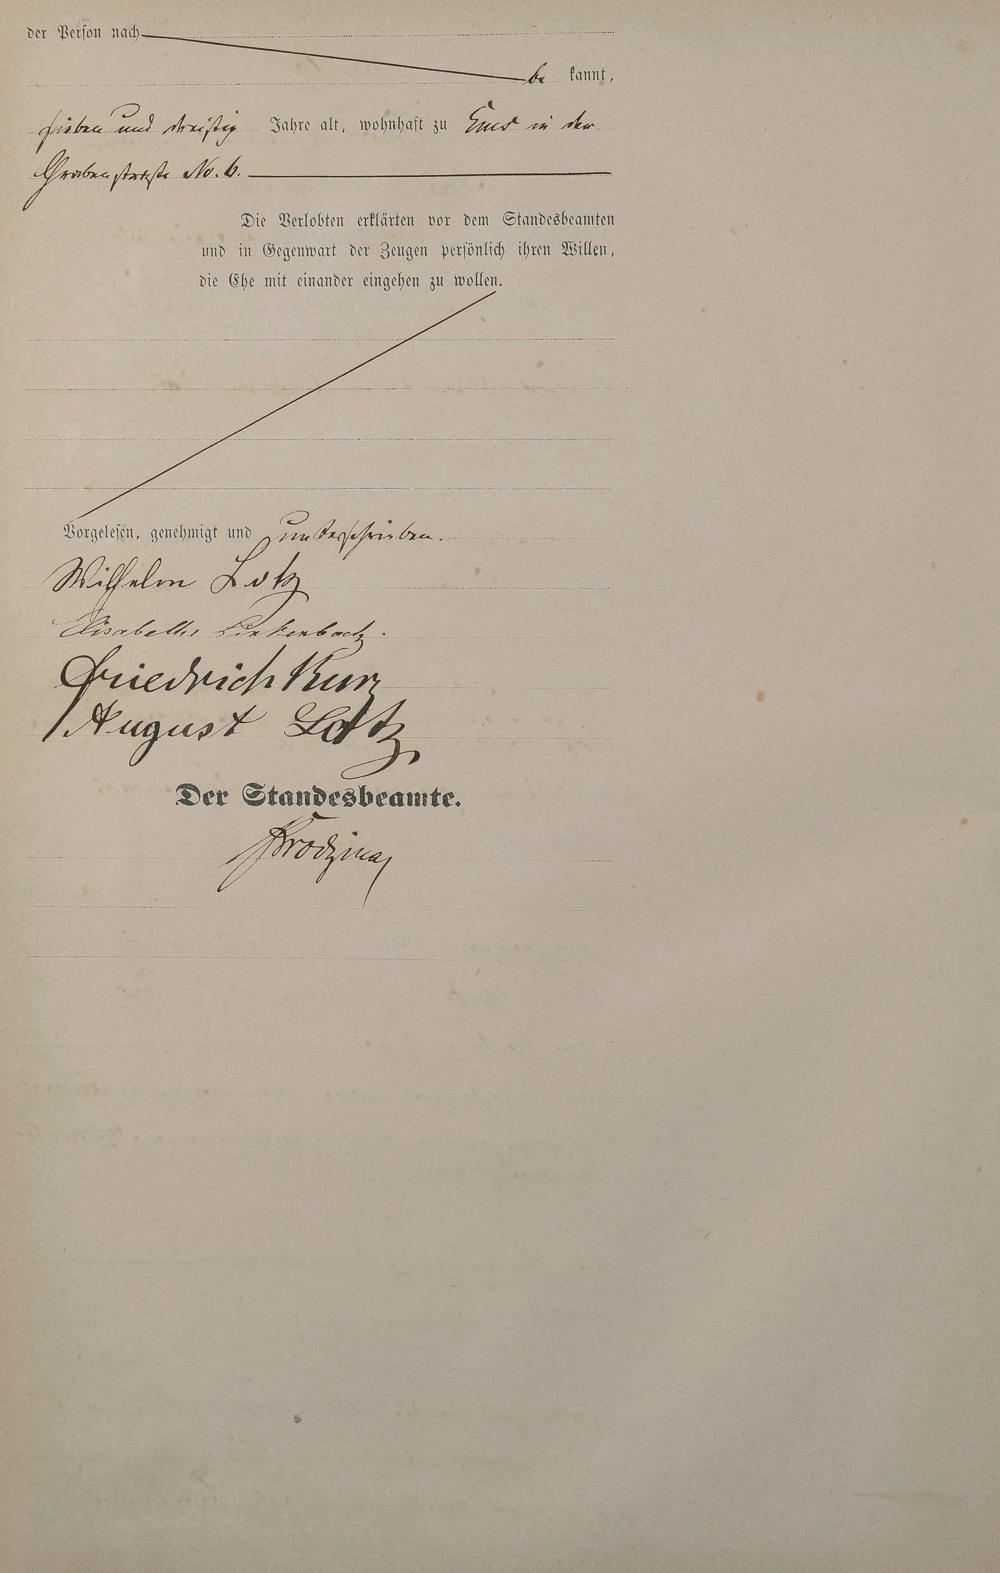 der Person nach
be kannt,
sieben und dreißig Jahre alt, wohnhaft zu Ems in der
Grabenstraße No. 6.
Die Verlobten erklärten vor dem Standesbeamten
und in Gegenwart der Zeugen persönlich ihren Willen,
die Ehe mit einander eingehen zu wollen.
Vorgelesen, genehmigt und unterschrieben.
Wilhelm Lotz
Elisabethe Linkenbach.
Friedrich Kurz
August Lotz
Der Standesbeamte.